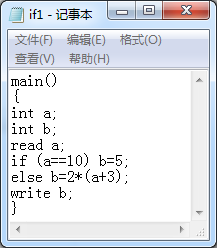 if1 - 记事本
文件(F) 编辑(E) 格式(O)
查看(V) 帮助(H)
main()
{
int a;
int b;
read a;
if (a==10) b=5;
else b=2*(a+3);
write b;
}